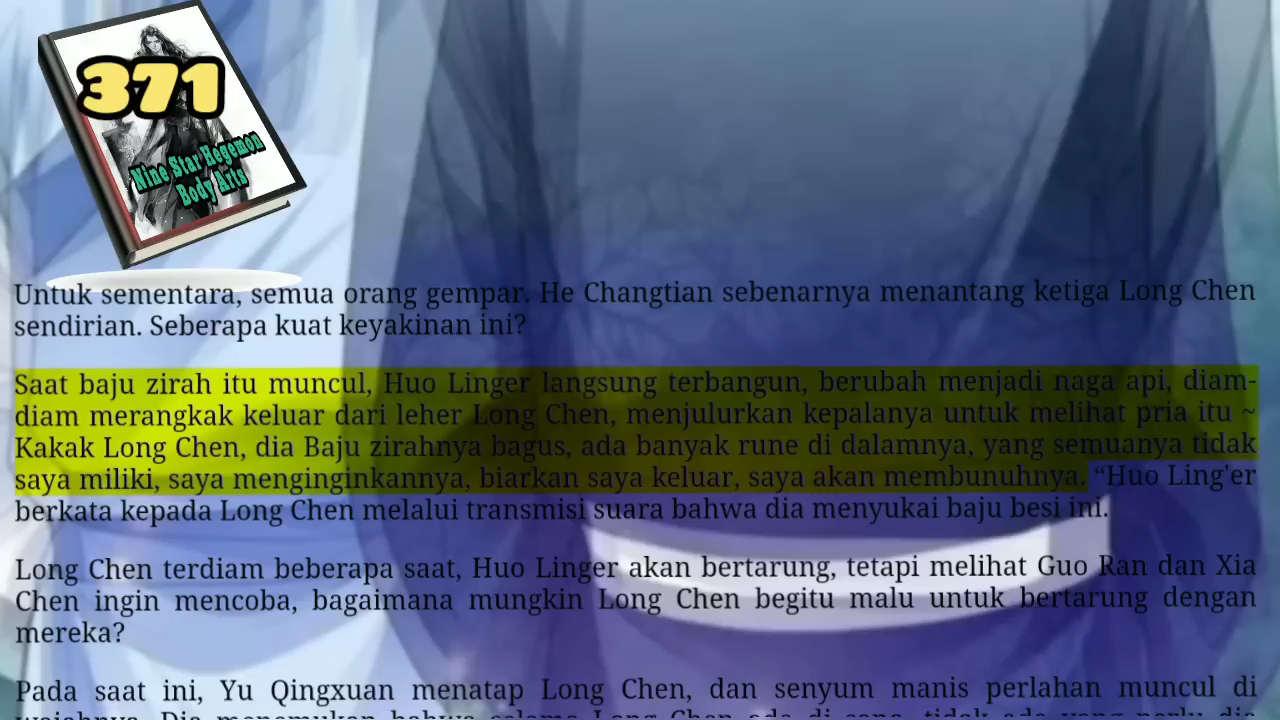 371
Nine Star Hegemon
Body Arts
Untuk sementara, semua orang gempar. He Changtian sebenarnya menantang ketiga Long Chen
sendirian. Seberapa kuat keyakinan ini?
Saat baju zirah itu muncul, Huo Linger langsung terbangun, berubah menjadi naga api, diam-
diam merangkak keluar dari leher Long Chen, menjulurkan kepalanya untuk melihat pria itu ~
Kakak Long Chen, dia Baju zirahnya bagus, ada banyak rune di dalamnya, yang semuanya tidak
saya miliki, saya menginginkannya, biarkan saya keluar, saya akan membunuhnya. “Huo Ling'er
berkata kepada Long Chen melalui transmisi suara bahwa dia menyukai baju besi ini.
Long Chen terdiam beberapa saat, Huo Linger akan bertarung, tetapi melihat Guo Ran dan Xia
Chen ingin mencoba, bagaimana mungkin Long Chen begitu malu untuk bertarung dengan
mereka?
Pada saat ini, Yu Qingxuan menatap Long Chen, dan senyum manis perlahan muncul di